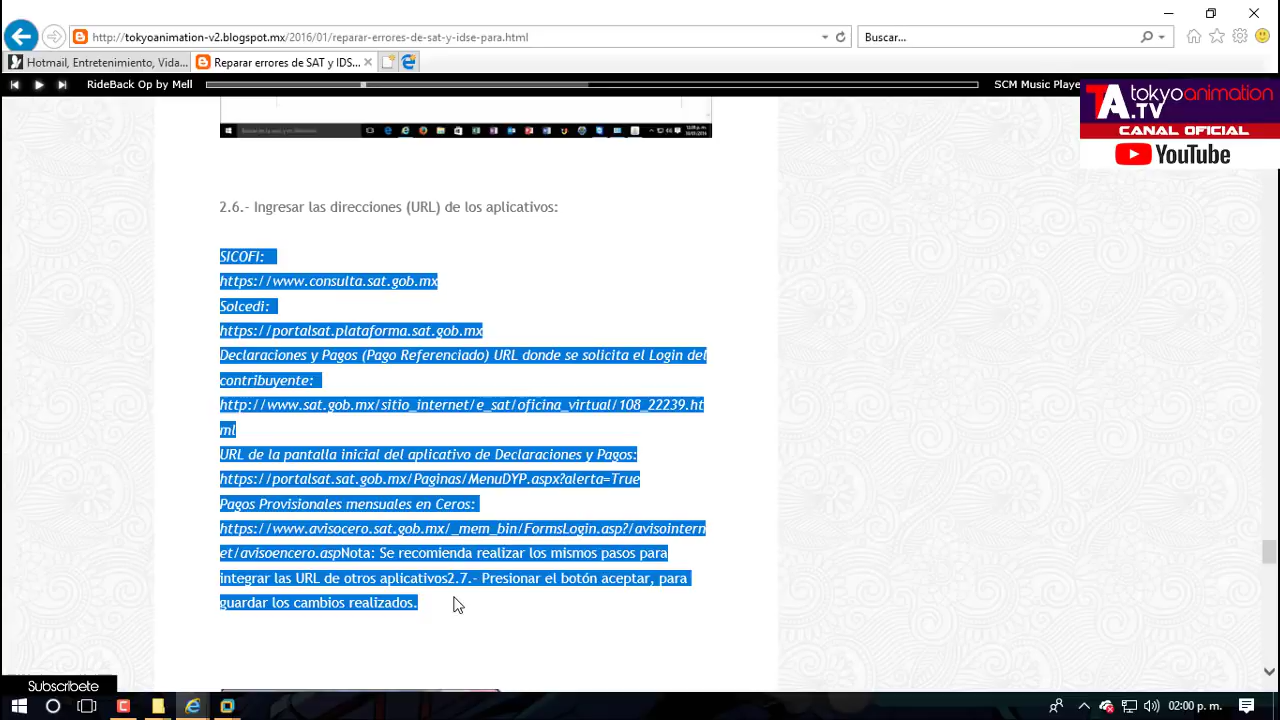 http://tokyoanimation-v2.blogspot.mx/2016/01/reparar-errores-de-sat-y-idse-para.html
Buscar...
Hotmail, Entretenimiento, Vida...
Reparar errores de SAT y IDS...
RideBack Op by Mell
SCM Music Playe
tokyoanimation
TA.TV
CANAL OFICIAL
YouTube
2.6.- Ingresar las direcciones (URL) de los aplicativos:
SICOFI:
https://www.consulta.sat.gob.mx
Solcedi:
https://portalsat.plataforma.sat.gob.mx
Declaraciones y Pagos (Pago Referenciado) URL donde se solicita el Login del
contribuyente:
http://www.sat.gob.mx/sitio_internet/e_sat/oficina_virtual/108_22239.ht
ml
URL de la pantalla inicial del aplicativo de Declaraciones y Pagos:
https://portalsat.sat.gob.mx/Paginas/MenuDYP.aspx?alerta=True
Pagos Provisionales mensuales en Ceros:
https://www.avisocero.sat.gob.mx/_mem_bin/FormsLogin.asp?/avisointern
et/avisoencero.aspNota: Se recomienda realizar los mismos pasos para
integrar las URL de otros aplicativos2.7.- Presionar el botón aceptar, para
guardar los cambios realizados.
Subscribete
02:00 p. m.